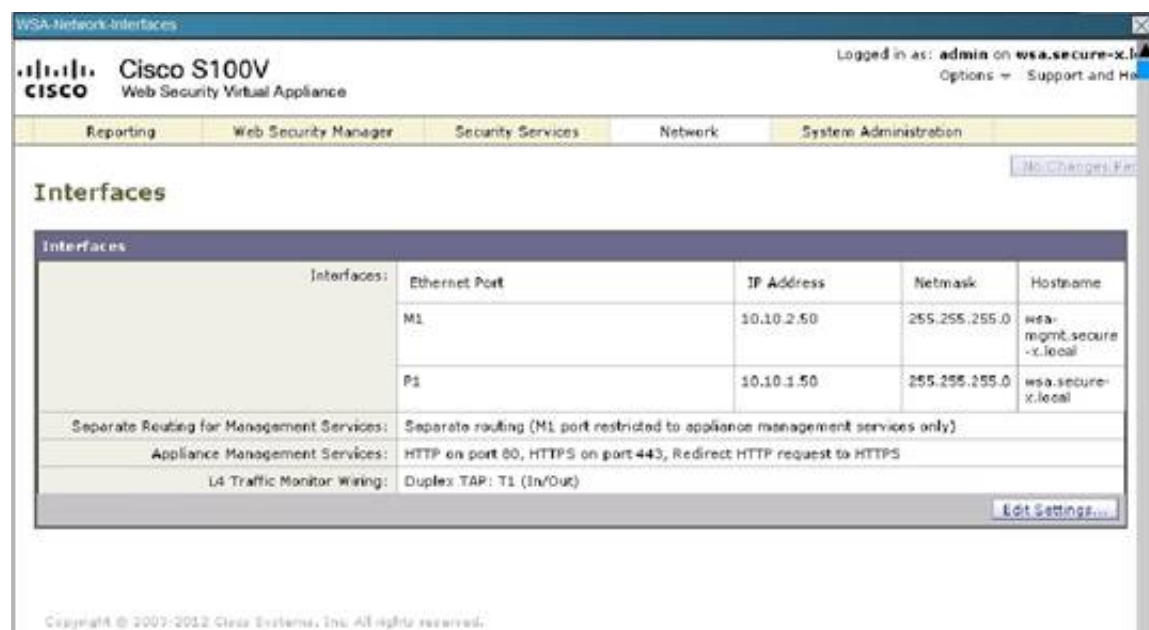 WSA-Network-Interfaces
CISCO
Cisco S100V
Web Security Virtual Appliance
Logged in as: admin on wsa.secure-x.l
Options Support and He
Reporting Web Security Manager Security Services Network System Administration
No Changes Pen
Interfaces
Interfaces
Interfaces: Ethernet Port IP Address Netmask Hostname
M1 10.10.2.50 255.255.255.0 wsa-
mgmt.secure
-x.local
P1 10.10.1.50 255.255.255.0 wsa.secure-
x.local
Separate Routing for Management Services: Separate routing (M1 port restricted to appliance management services only)
Appliance Management Services: HTTP on port 80, HTTPS on port 443, Redirect HTTP request to HTTPS
L4 Traffic Monitor Wiring: Duplex TAP: T1 (In/Out)
Edit Settings...
Copyright © 2003-2012 Cisco Systems, Inc. All rights reserved.